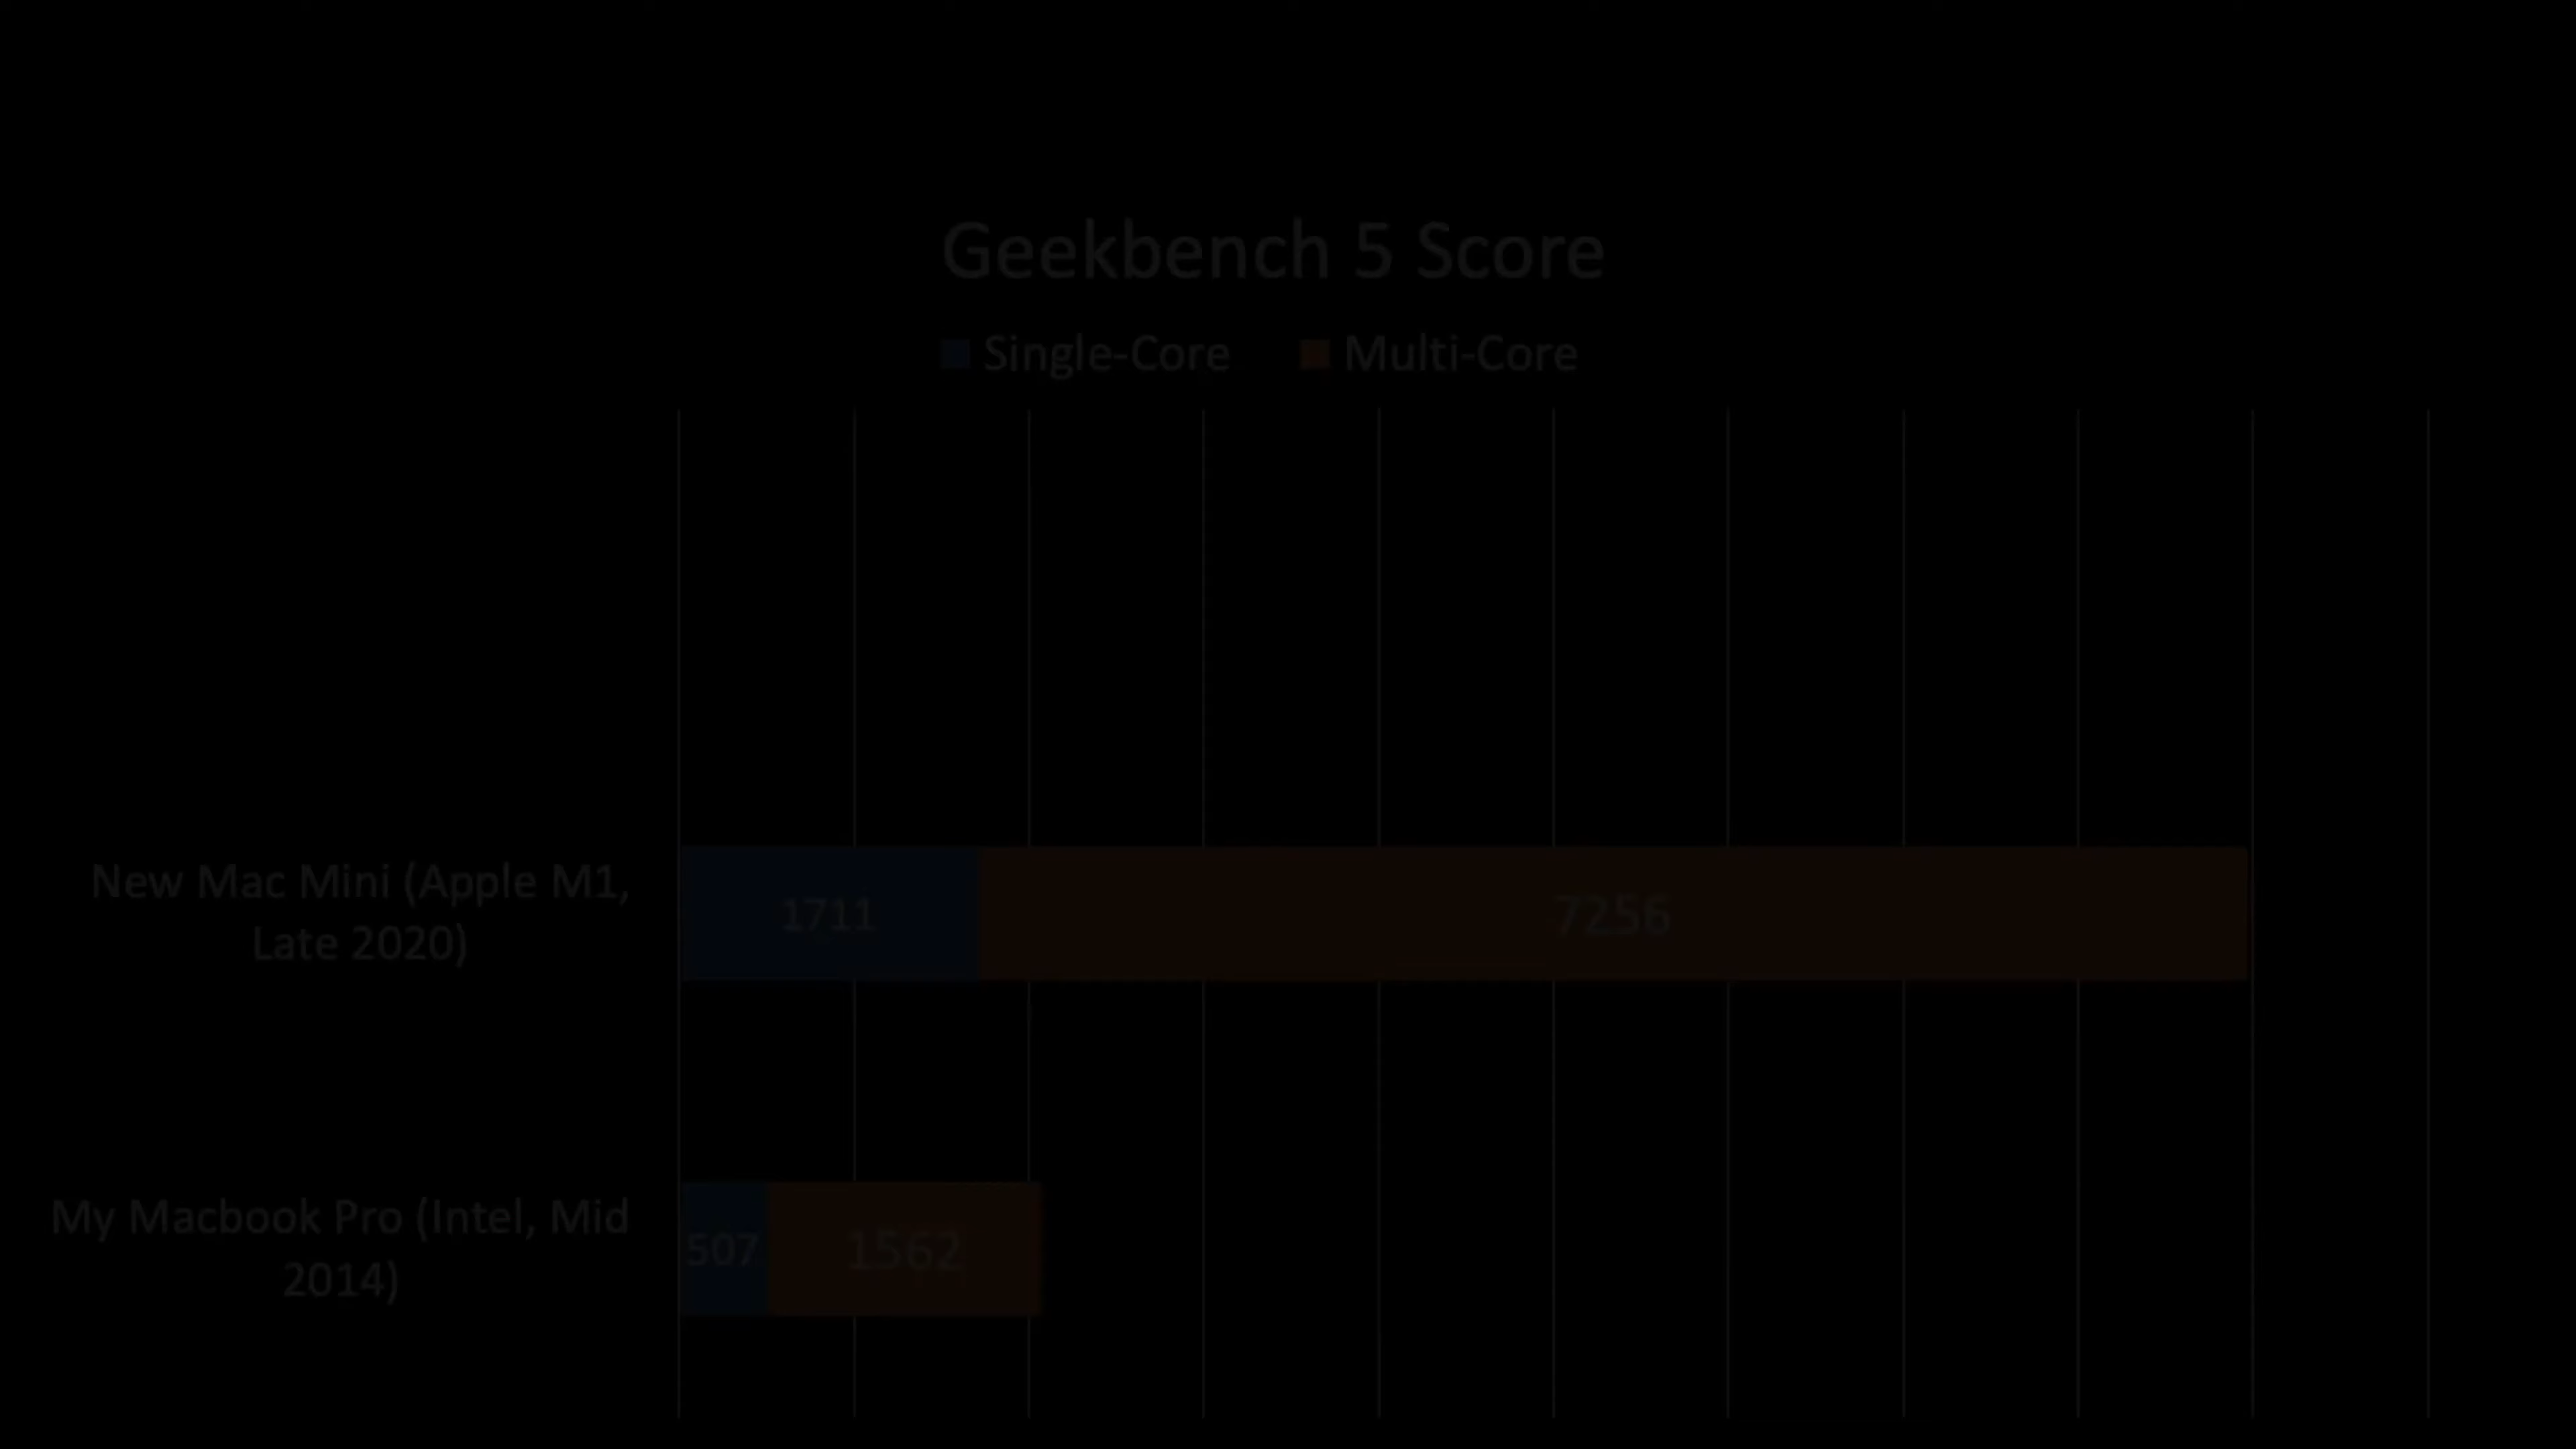 Geekbench 5 Score
Single-Core Multi-Core
New Mac Mini (Apple M1,
Late 2020)
1711 7256
My Macbook Pro (Intel, Mid
2014)
507 1562